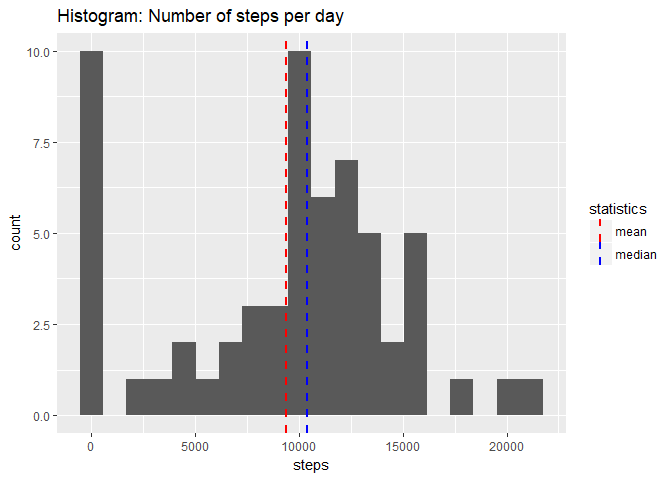 Histogram: Number of steps per day
10.0
7.5
5.0
2.5
0.0
count
0 5000 10000 15000 20000
steps
statistics
mean
median